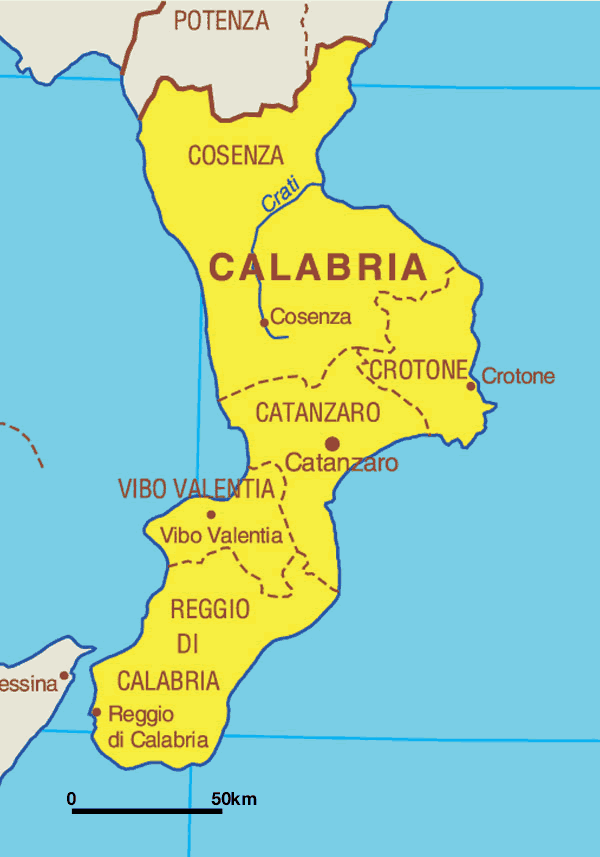 POTENZA
COSENZA
Crati
CALABRIA
Cosenza
CROTONE
Crotone
CATANZARO
Catanzaro
VIBO VALENTIA
Vibo Valentia
REGGIO
DI
CALABRIA
essina
Reggio
di Calabria
0 50km